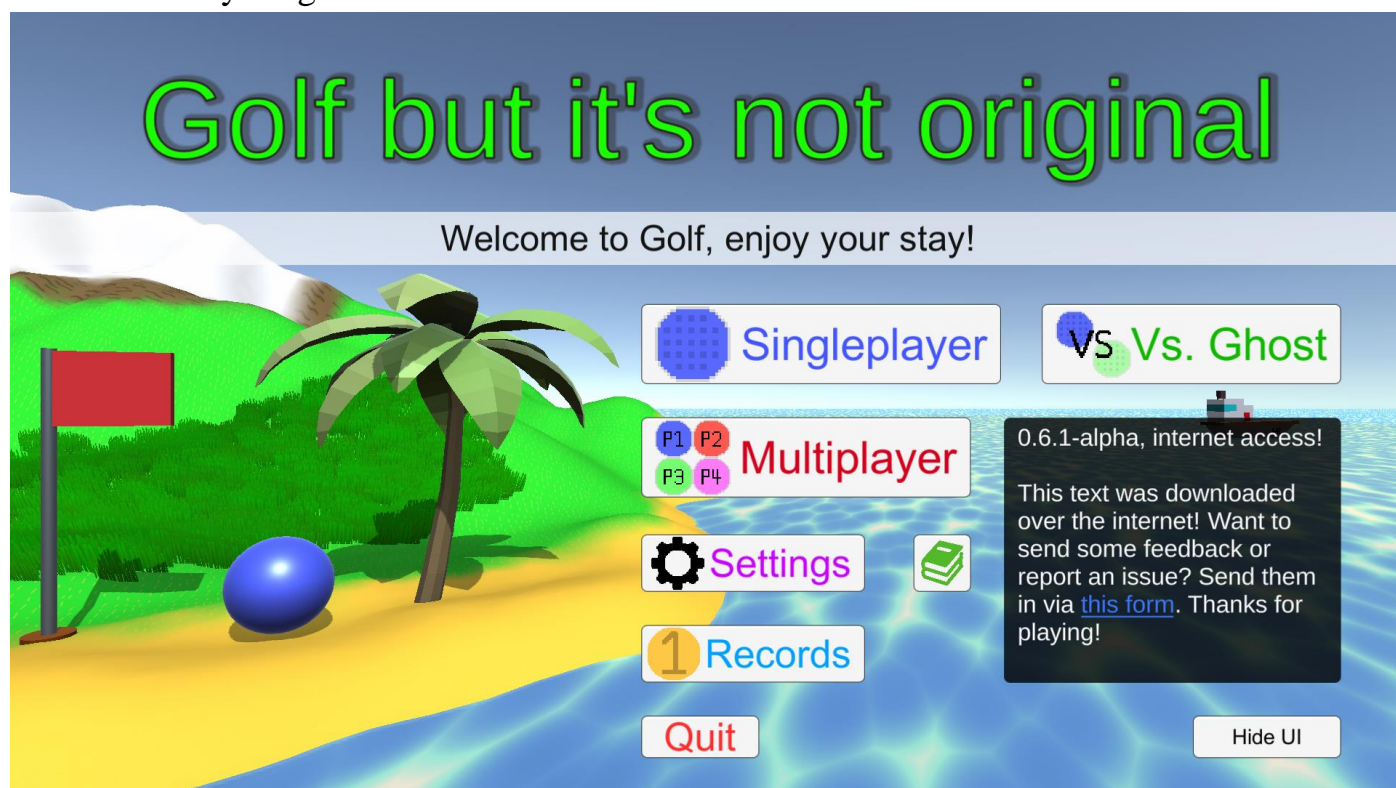 Golf but it's not original
Welcome to Golf, enjoy your stay!
Singleplayer
VS Vs. Ghost
P1 P2
P3 P4
Multiplayer
0.6.1-alpha, internet access!
This text was downloaded
over the internet! Want to
send some feedback or
report an issue? Send them
in via this form. Thanks for
playing!
Settings
1 Records
Quit
Hide UI